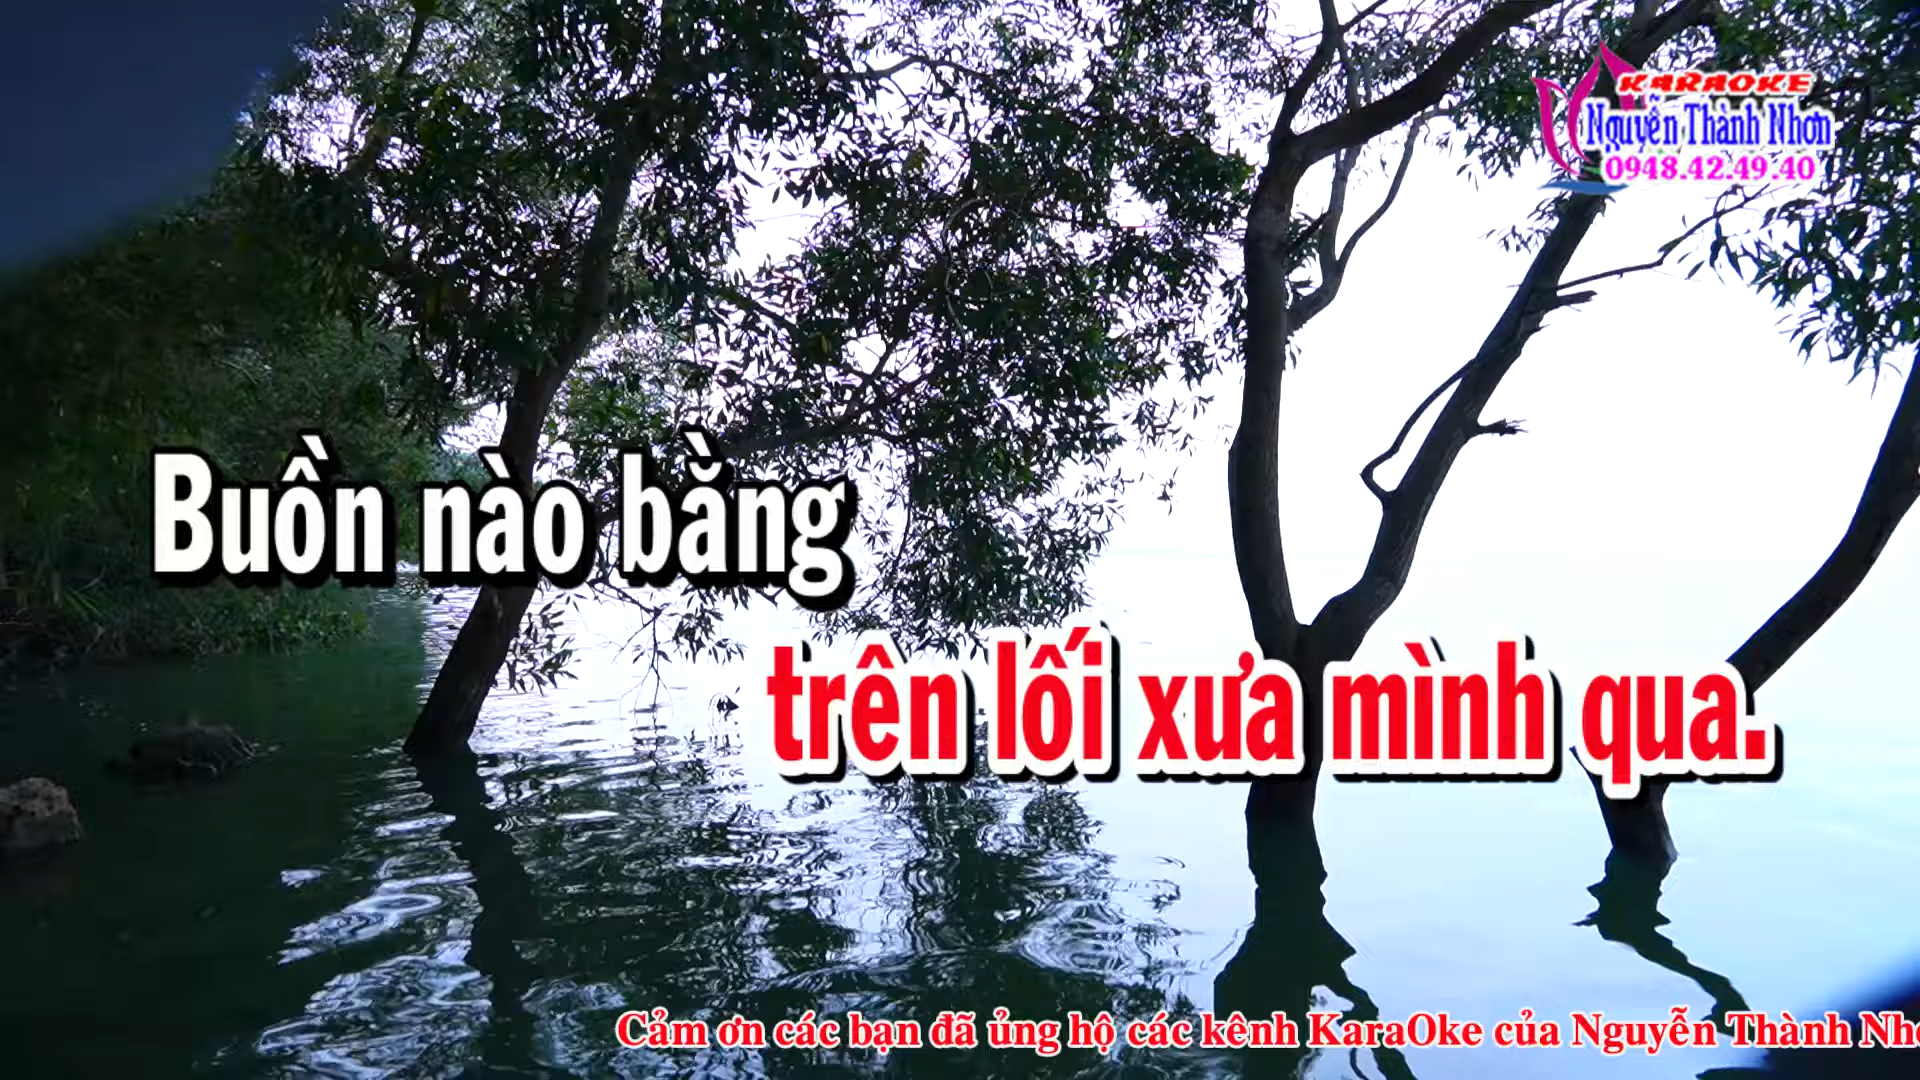 KARAOKE
Nguyễn Thành Nhơn
0948.42.49.40
Buồn nào bằng
trên lối xưa mình qua.
Cảm ơn các bạn đã ủng hộ các kênh KaraOke của Nguyễn Thành